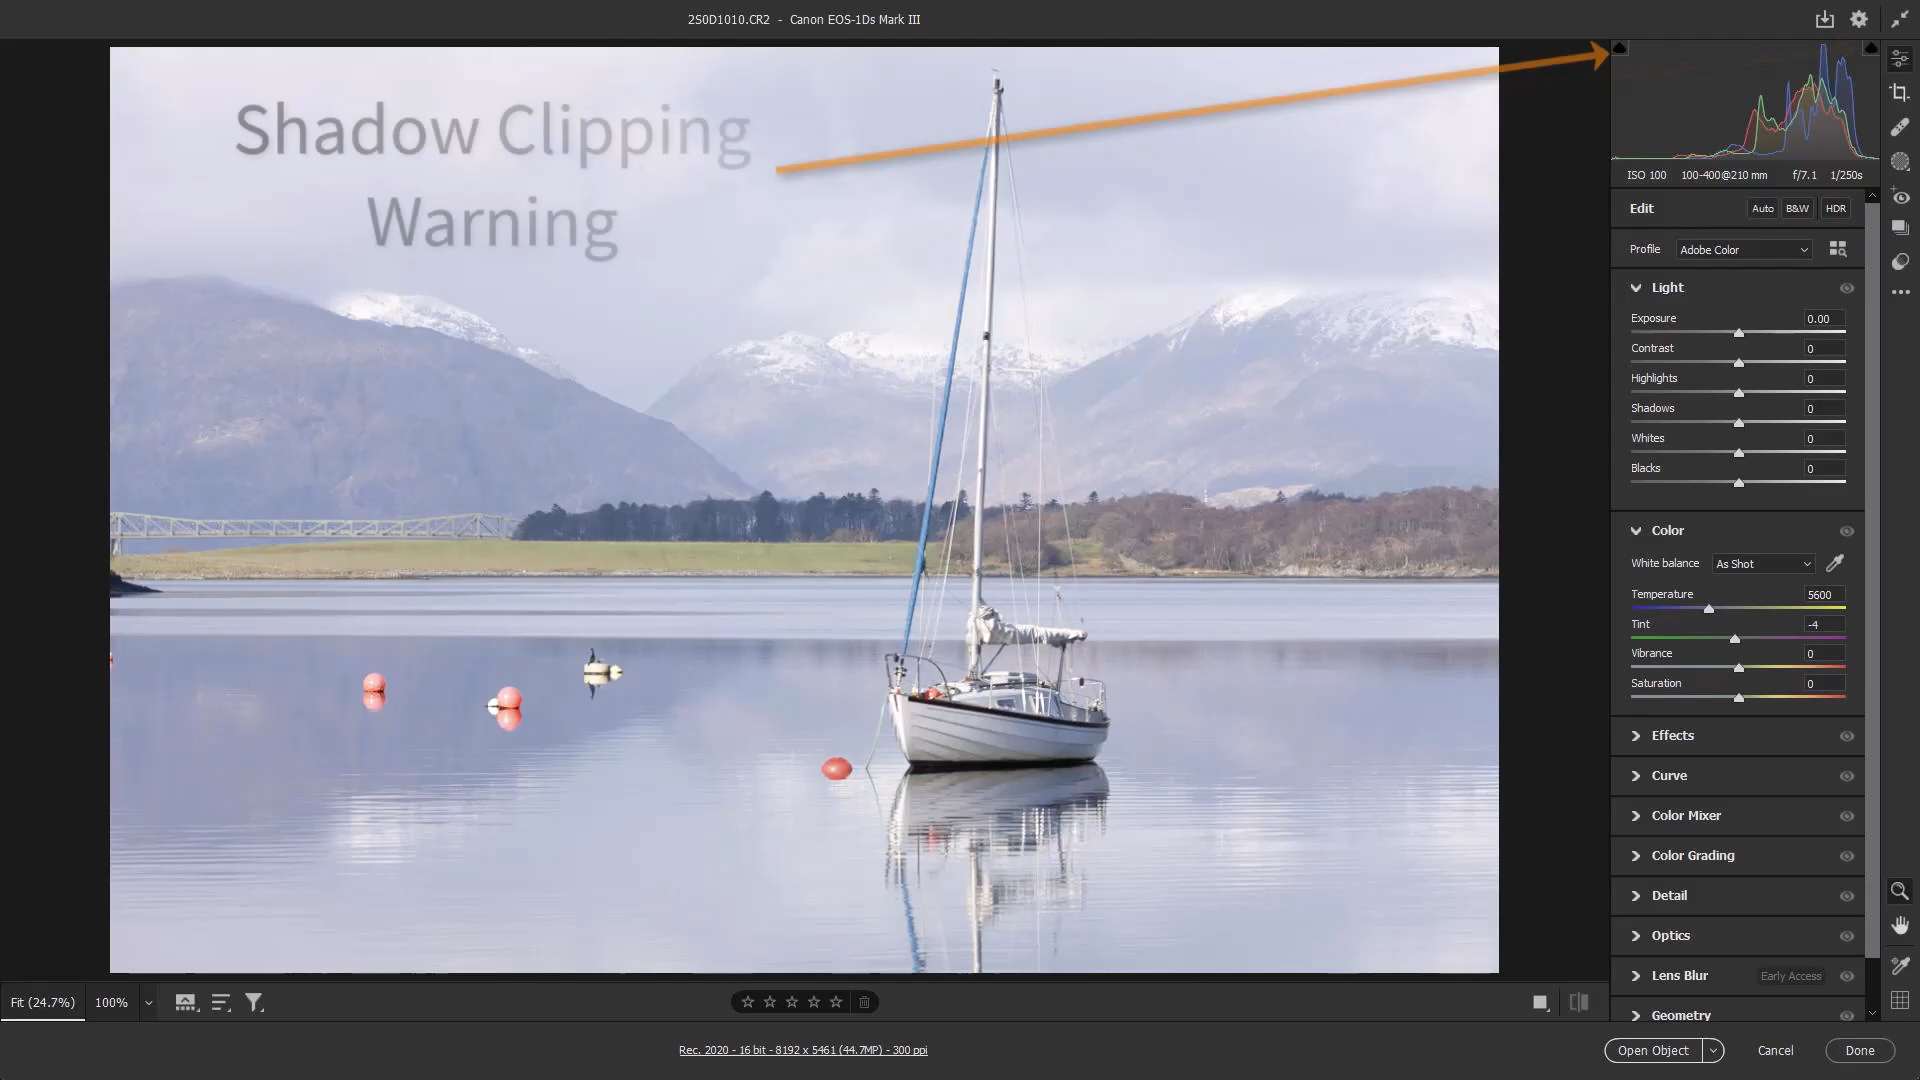 2S0D1010.CR2 - Canon EOS-1Ds Mark III
Shadow Clipping
Warning
ISO 100 100-400@210 mm f/7.1 1/250s
Edit Auto B&W HDR
Profile Adobe Color
Light
Exposure 0.00
Contrast 0
Highlights 0
Shadows 0
Whites 0
Blacks 0
Color
White balance As Shot
Temperature 5600
Tint -4
Vibrance 0
Saturation 0
Effects
Curve
Color Mixer
Color Grading
Detail
Optics
Lens Blur Early Access
Geometry
Fit (24.7%) 100%
Rec. 2020 - 16 bit - 8192 x 5461 (44.7MP) - 300 ppi
Open Object Cancel Done